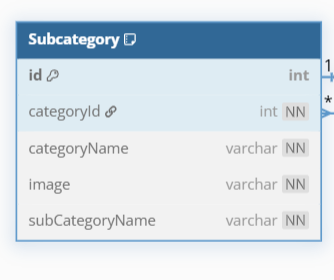 Subcategory
id int
1
categoryId int NN
*
categoryName varchar NN
image varchar NN
subCategoryName varchar NN